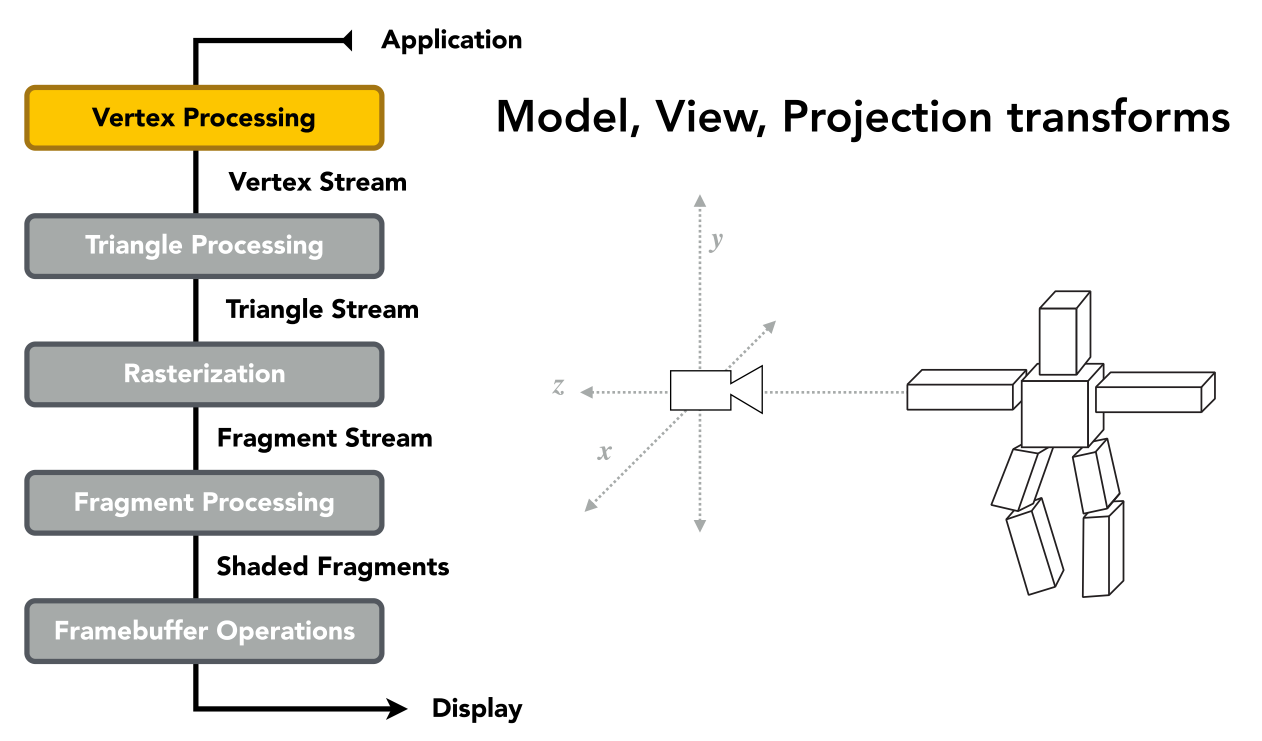 Application
Vertex Processing
Model, View, Projection transforms
Vertex Stream
Triangle Processing
y
Triangle Stream
Rasterization
z
Fragment Stream
x
Fragment Processing
Shaded Fragments
Framebuffer Operations
Display